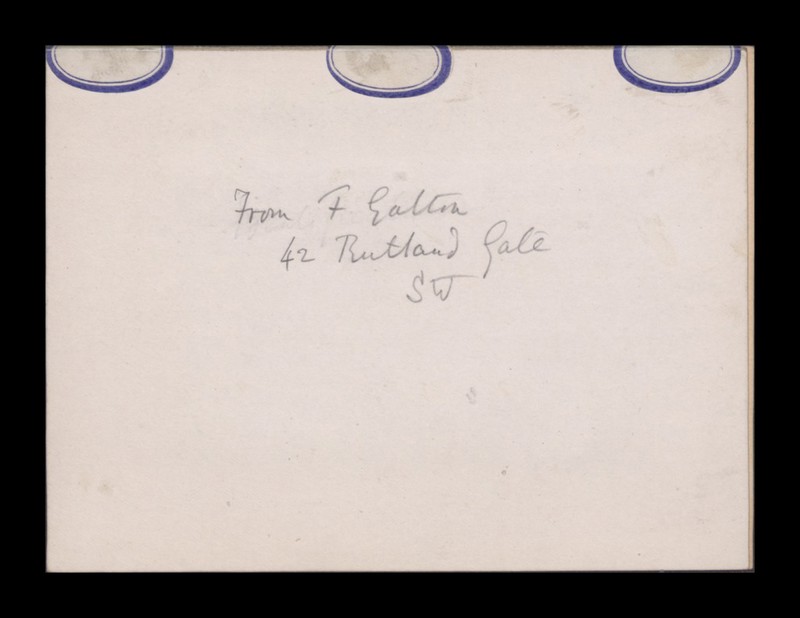 From F Galton
42 Rutland Gate
SW